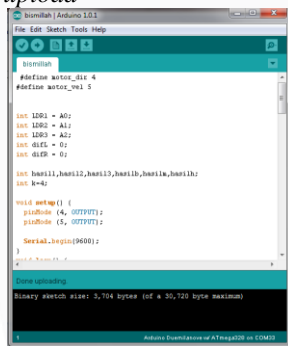 upload
bismillah | Arduino 1.0.1
File Edit Sketch Tools Help
bismillah
#define motor_dir 4
#define motor_vel 5
int LDR1 = A0;
int LDR2 = A1;
int LDR3 = A2;
int difL = 0;
int difR = 0;
int hasil1,hasil2,hasil3,hasilb,hasilm,hasilh;
int k=4;
void setup() {
pinMode (4, OUTPUT);
pinMode (5, OUTPUT);
Serial.begin(9600);
}
Done uploading.
Binary sketch size: 3,704 bytes (of a 30,720 byte maximum)
1 Arduino Duemilanove w/ ATmega328 on COM33